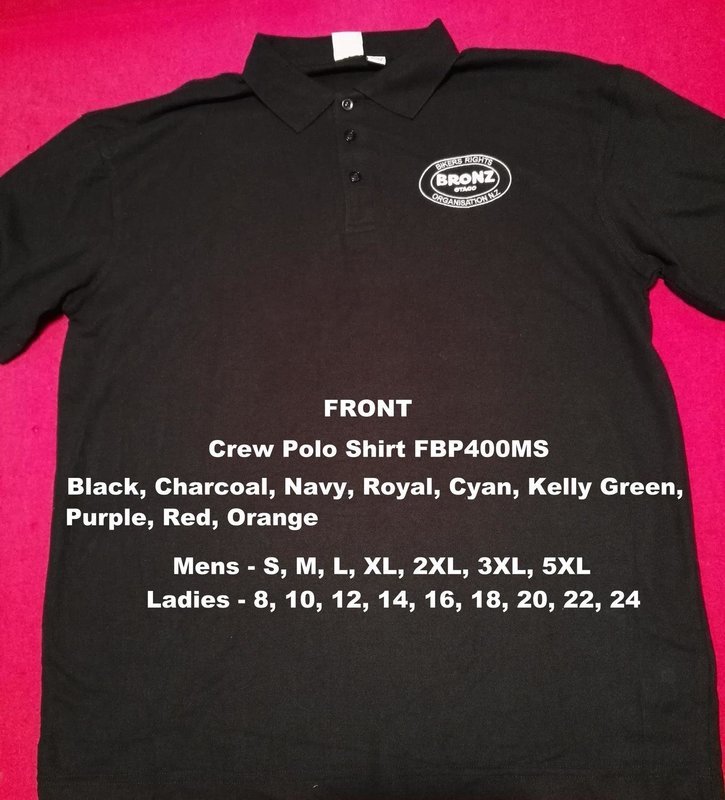 BIKERS RIGHTS
BRONZ
OTAGO
ORGANISATION N.Z.
FRONT
Crew Polo Shirt FBP400MS
Black, Charcoal, Navy, Royal, Cyan, Kelly Green,
Purple, Red, Orange
Mens - S, M, L, XL, 2XL, 3XL, 5XL
Ladies - 8, 10, 12, 14, 16, 18, 20, 22, 24